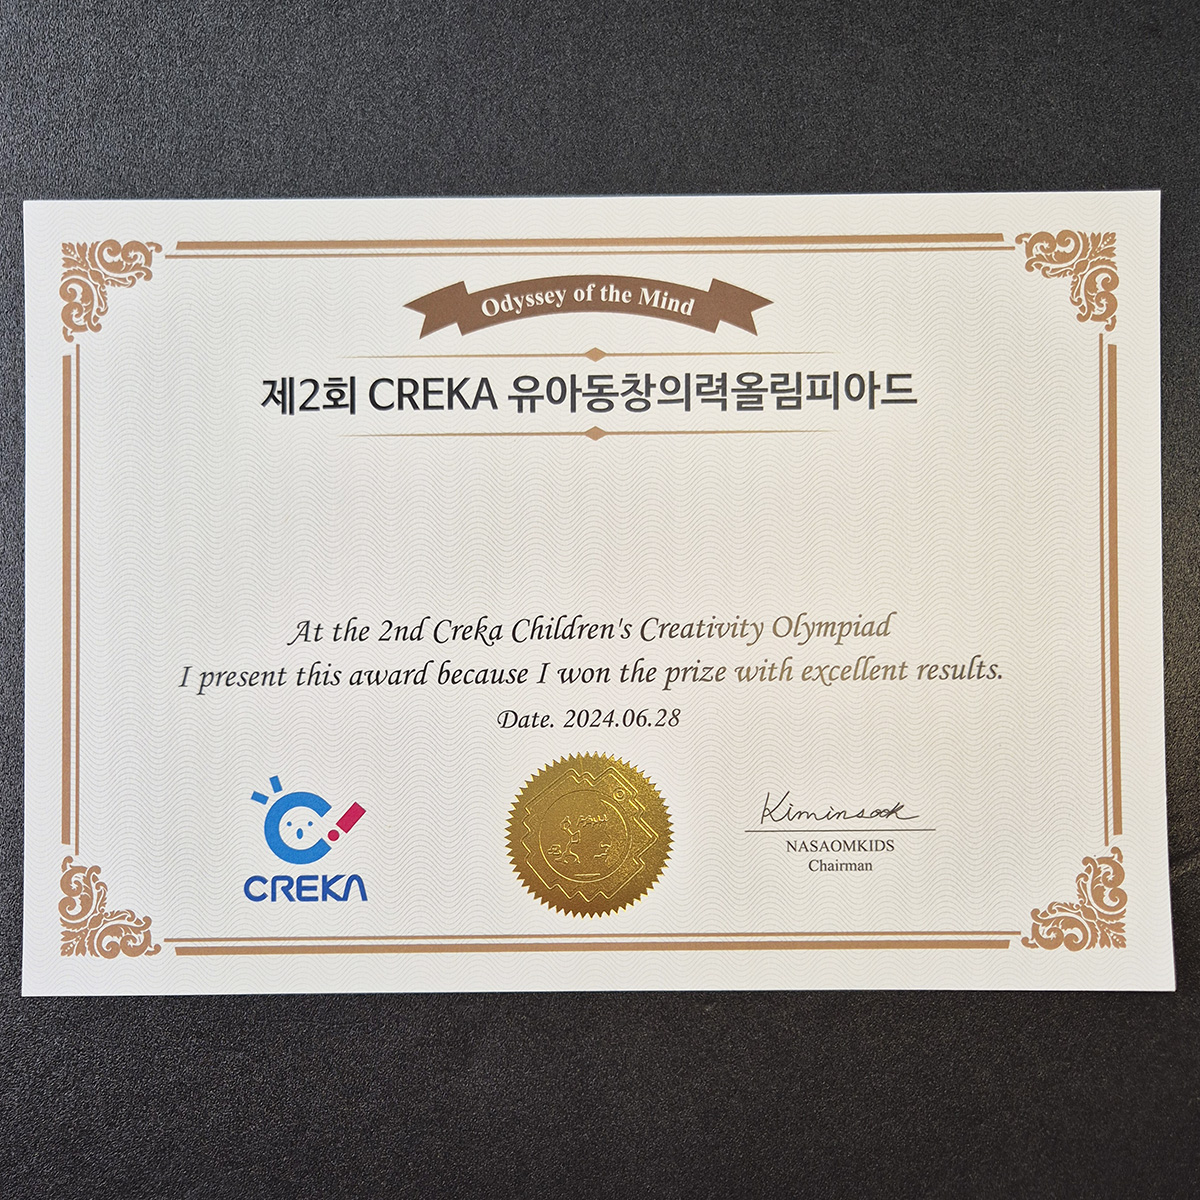 Odyssey of the Mind
제2회 CREKA 유아동창의력올림피아드
At the 2nd Creka Children's Creativity Olympiad
I present this award because I won the prize with excellent results.
Date. 2024.06.28
CREKA
Kiminsook
NASAOMKIDS
Chairman